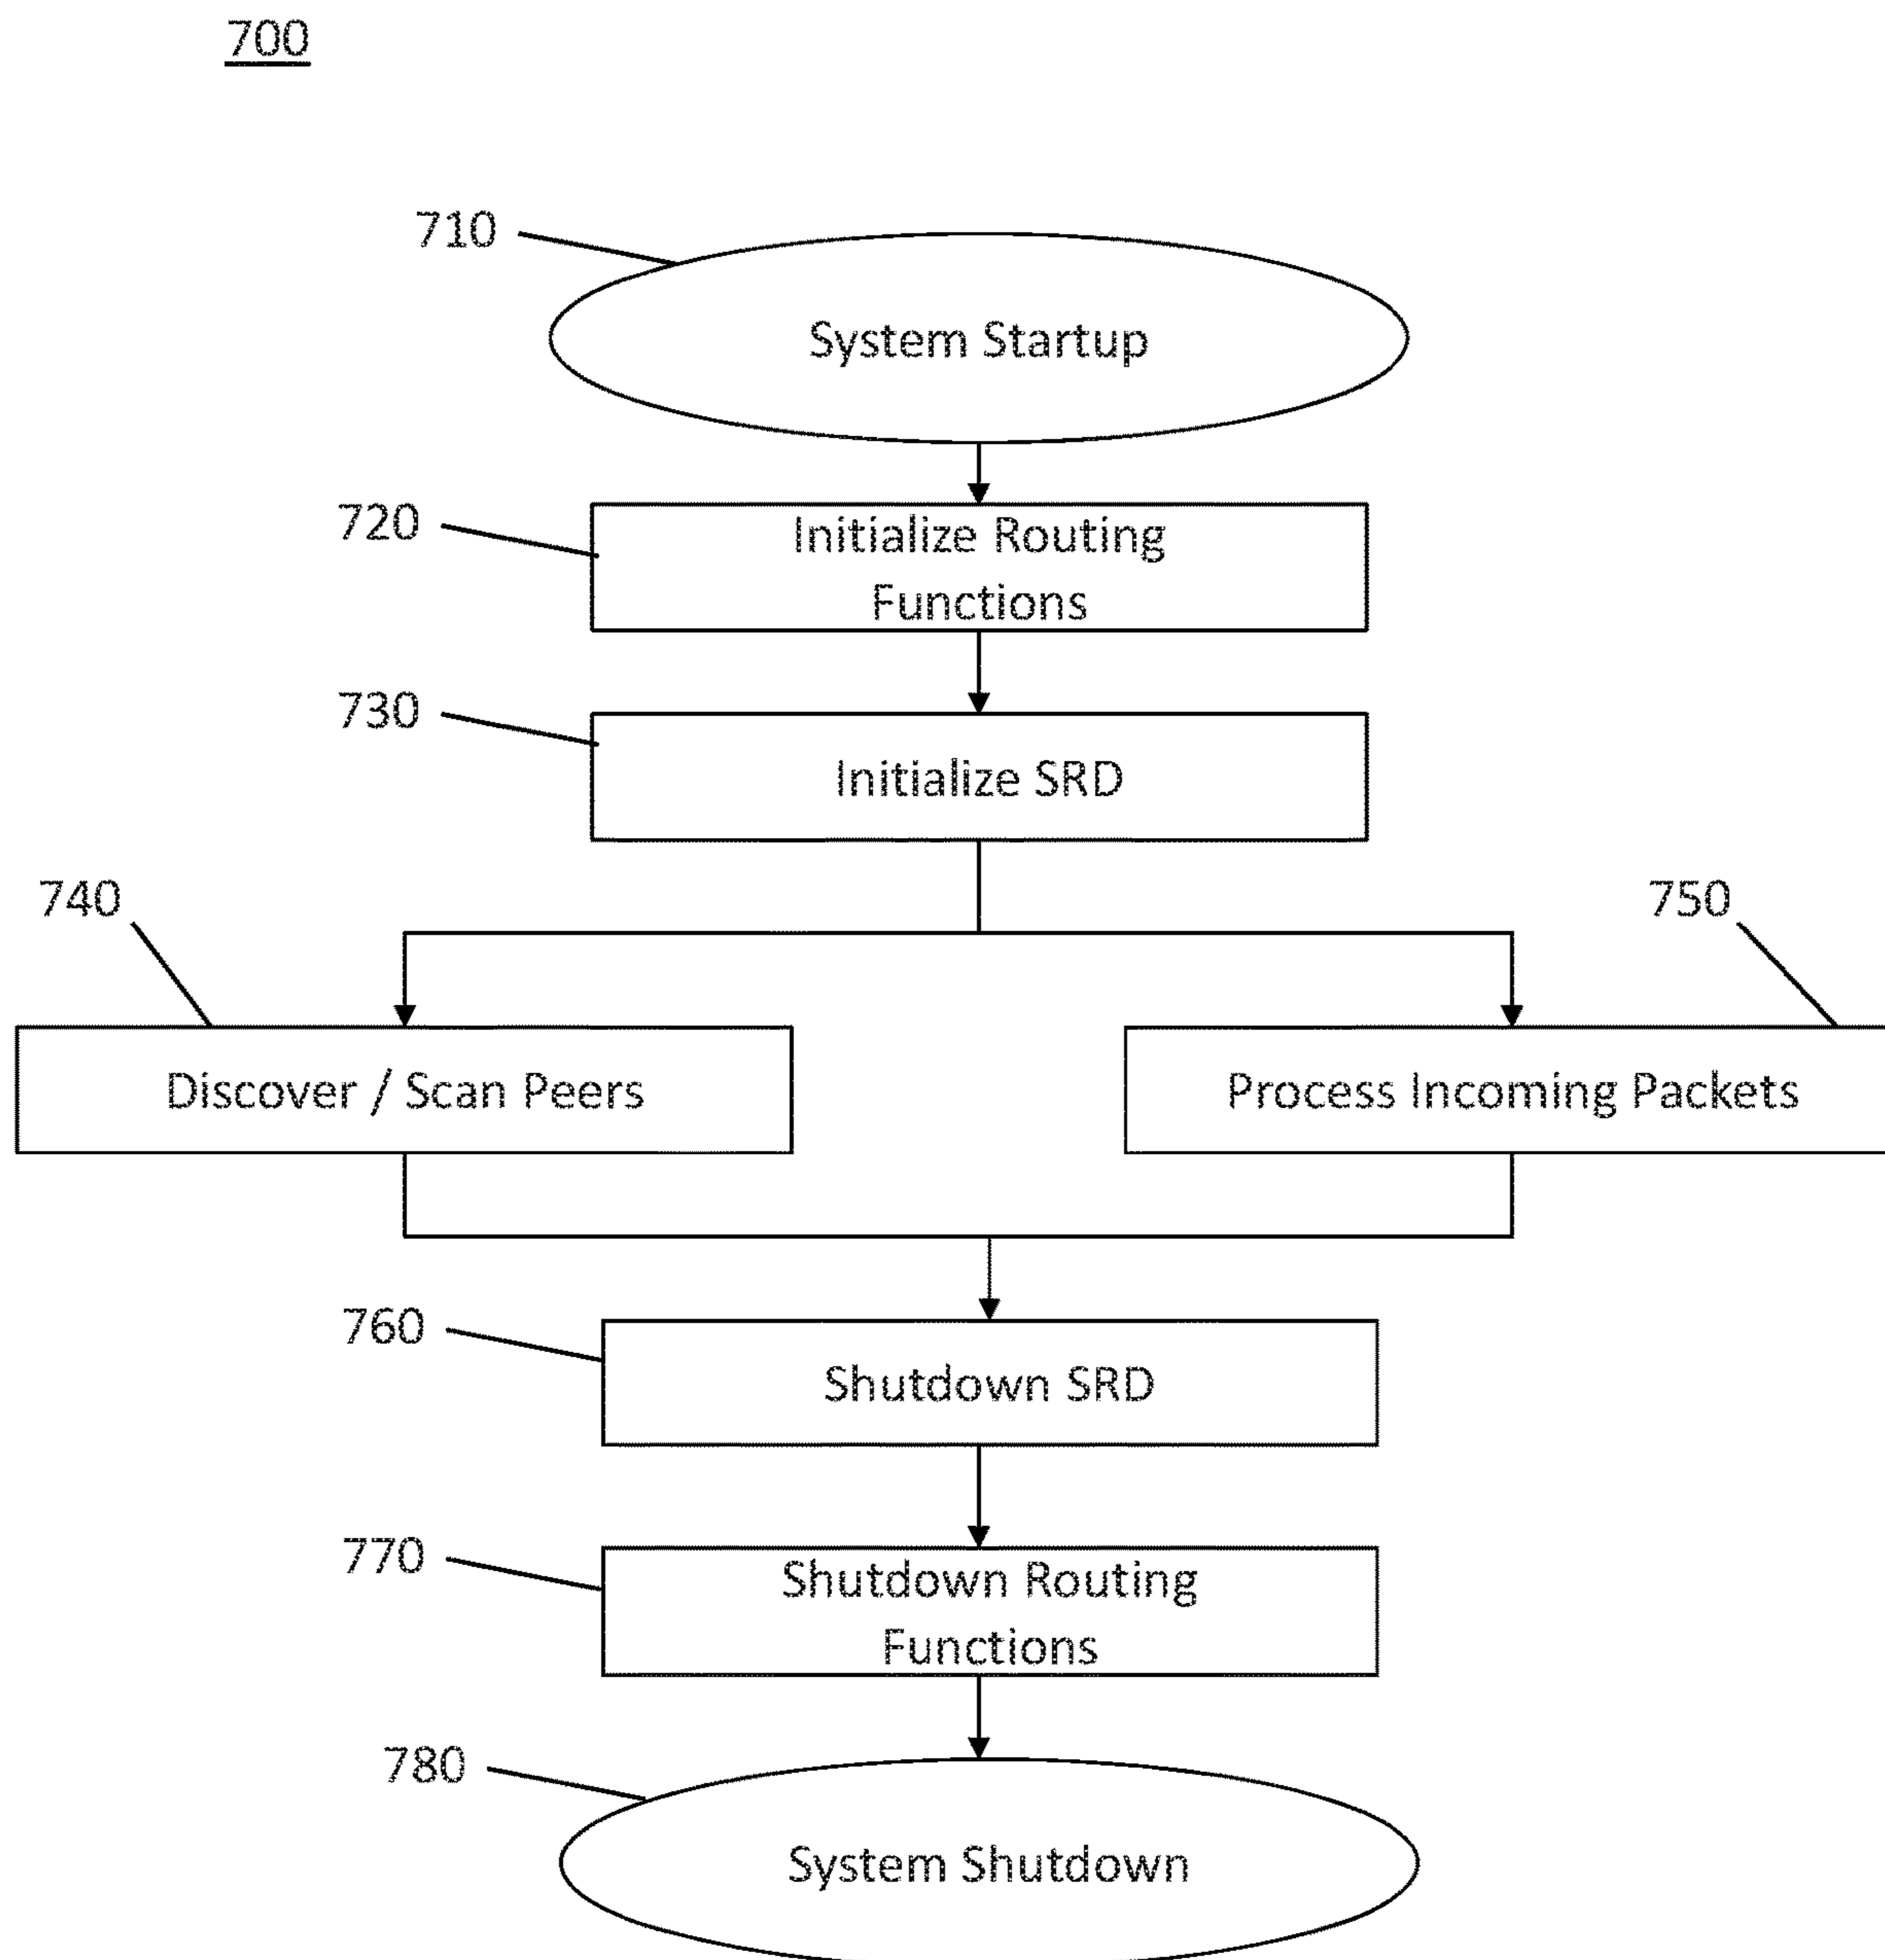 700
710
System Startup
720
Initialize Routing
Functions
730
Initialize SRD
740
750
Discover / Scan Peers
Process Incoming Packets
760
Shutdown SRD
770
Shutdown Routing
Functions
780
System Shutdown